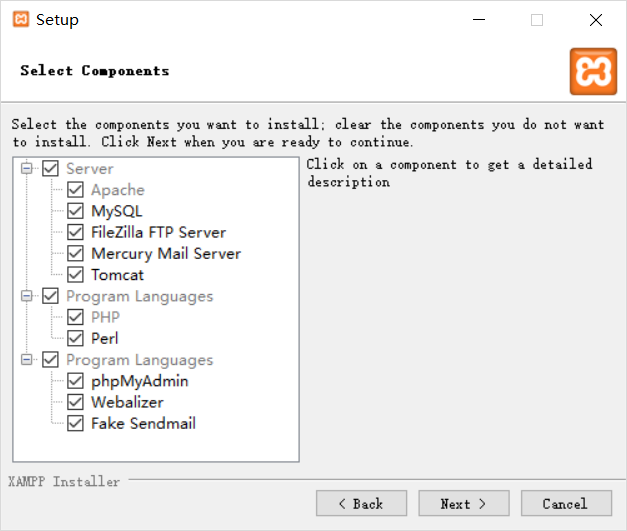 Setup
Select Components
Select the components you want to install; clear the components you do not want
to install. Click Next when you are ready to continue.
Server
Apache
MySQL
FileZilla FTP Server
Mercury Mail Server
Tomcat
Program Languages
PHP
Perl
Program Languages
phpMyAdmin
Webalizer
Fake Sendmail
Click on a component to get a detailed
description
XAMPP Installer
< Back
Next >
Cancel